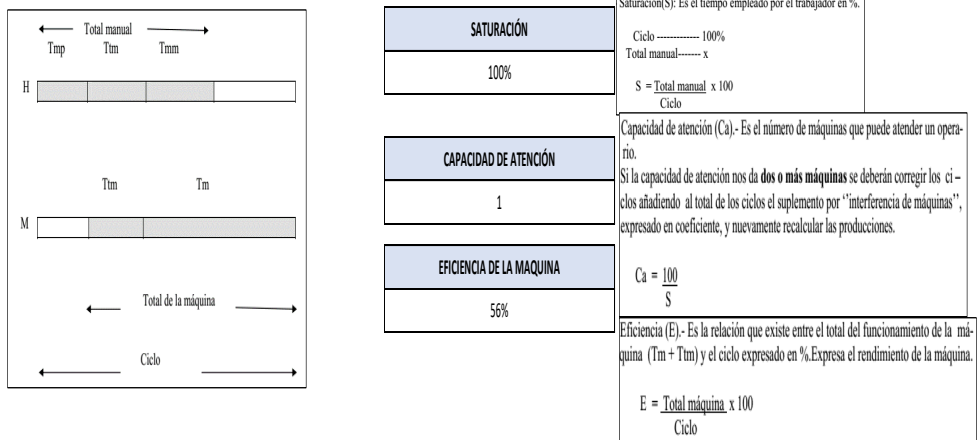 Total manual
Tmp Ttm Tmm
H
Ttm Tm
M
Total de la máquina
Ciclo
SATURACIÓN
100%
CAPACIDAD DE ATENCIÓN
1
EFICIENCIA DE LA MAQUINA
56%
Saturación(S): Es el tiempo empleado por el trabajador en %.
Ciclo ------------- 100%
Total manual------- x
S = Total manual x 100
Ciclo
Capacidad de atención (Ca).- Es el número de máquinas que puede atender un opera-
rio.
Si la capacidad de atención nos da dos o más máquinas se deberán corregir los ci –
clos añadiendo al total de los ciclos el suplemento por ‘’interferencia de máquinas’’,
expresado en coeficiente, y nuevamente recalcular las producciones.
Ca = 100
S
Eficiencia (E).- Es la relación que existe entre el total del funcionamiento de la má-
quina (Tm + Ttm) y el ciclo expresado en %.Expresa el rendimiento de la máquina.
E = Total máquina x 100
Ciclo